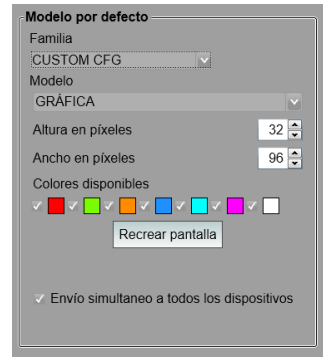 Modelo por defecto
Familia
CUSTOM CFG
Modelo
GRÁFICA
Altura en píxeles 32
Ancho en píxeles 96
Colores disponibles
Recrear pantalla
Envío simultaneo a todos los dispositivos